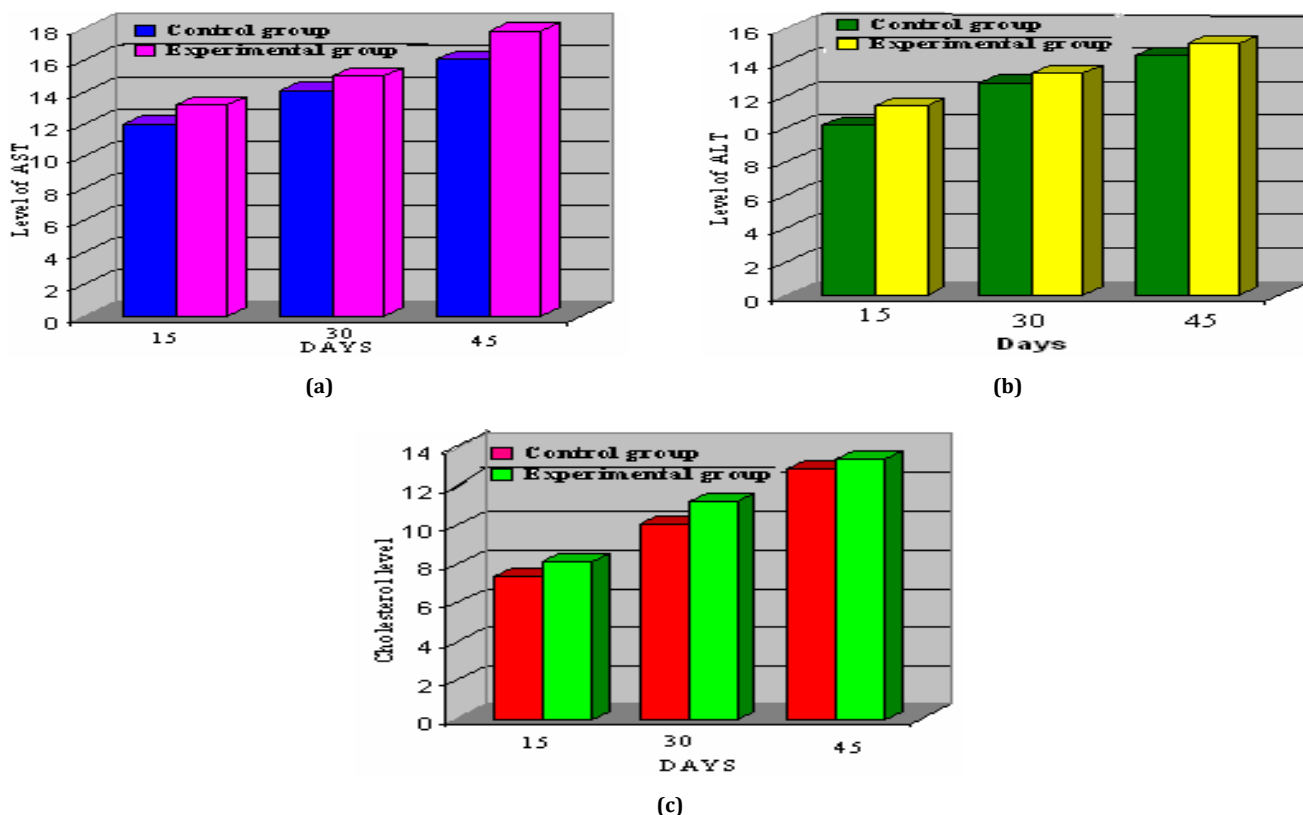 Control group
Experimental group
18
16
14
12
10
8
6
4
2
0
Level of AST
15
30
45
DAYS
(a)
Control group
Experimental group
16
14
12
0
8
6
4
2
0
Level of ALT
15
30
45
Days
(b)
Control group
Experimental group
14
12
10
8
6
4
2
0
Cholesterol level
15
30
45
DAYS
(c)